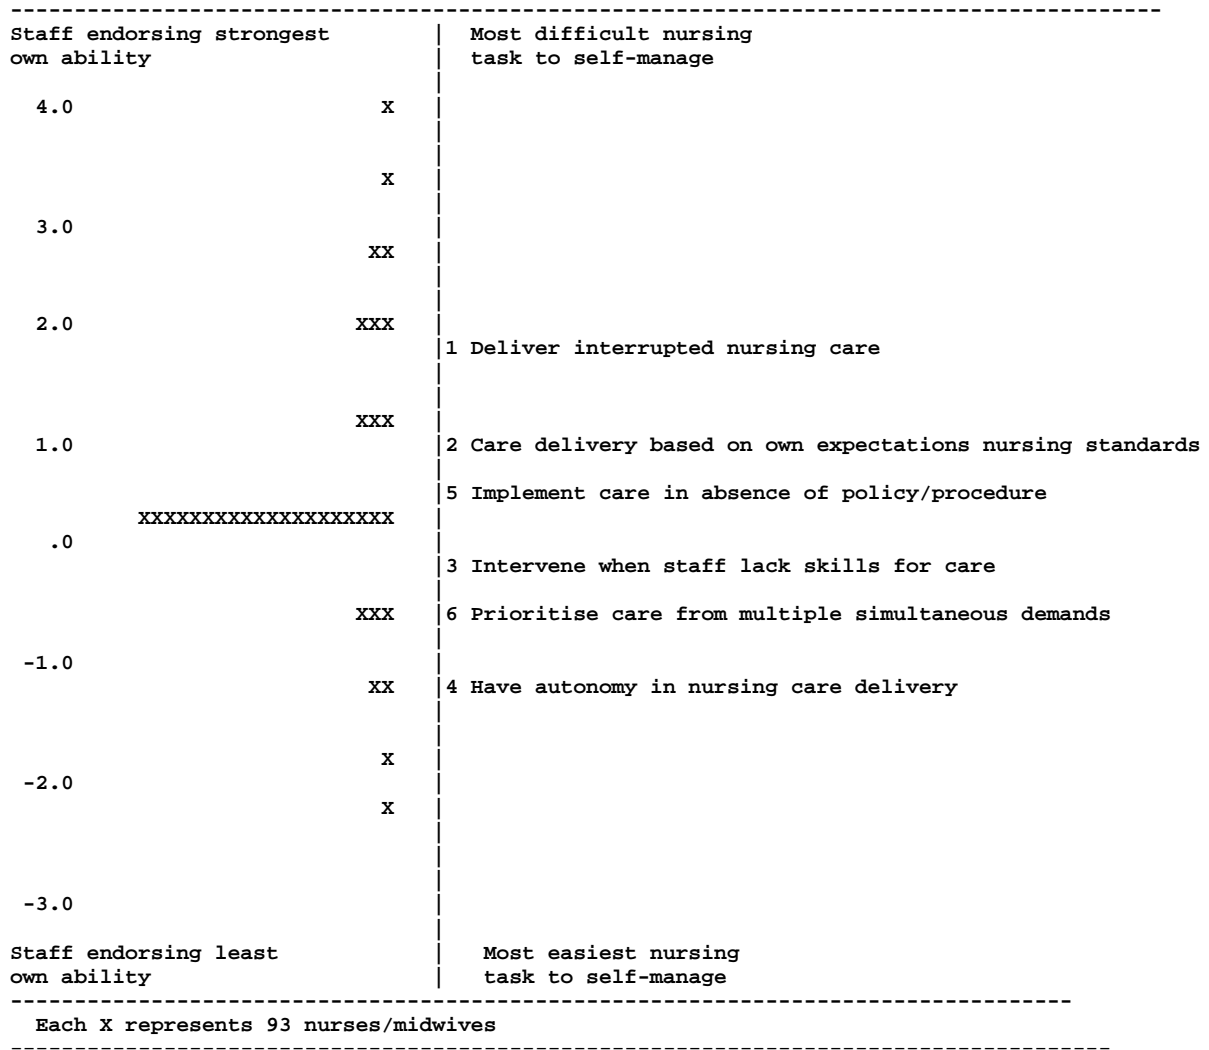 Staff endorsing strongest | Most difficult nursing
own ability | task to self-manage
4.0 X
X
3.0
XX
2.0 XXX
1 Deliver interrupted nursing care
XXX
1.0 2 Care delivery based on own expectations nursing standards
5 Implement care in absence of policy/procedure
XXXXXXXXXXXXXXXXXXXX
.0
3 Intervene when staff lack skills for care
XXX 6 Prioritise care from multiple simultaneous demands
-1.0
XX 4 Have autonomy in nursing care delivery
X
-2.0
X
-3.0
Staff endorsing least | Most easiest nursing
own ability | task to self-manage
Each X represents 93 nurses/midwives